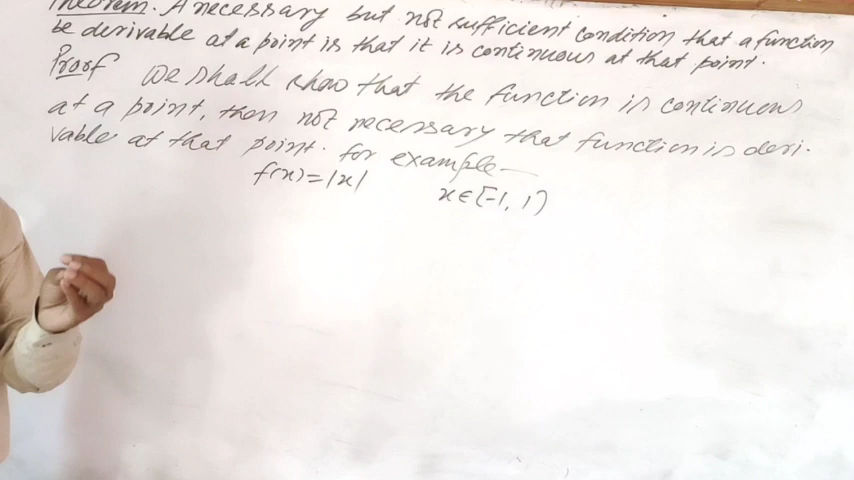 Theorem. A necessary but not sufficient condition that a function
be derivable at a point is that it is continuous at that point.
Proof We shall show that the function is continuous
at a point, then not necessary that function is deri-
vable at that point. for example—
f(x)=|x| x∈[-1, 1)